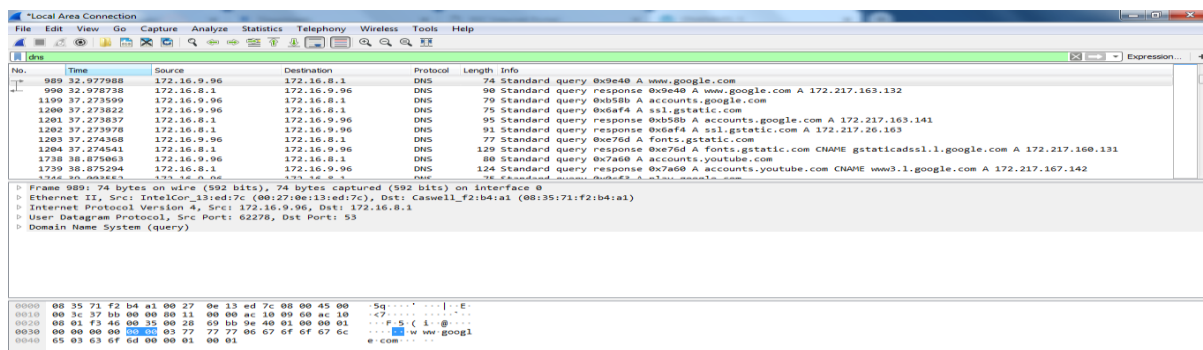 *Local Area Connection
File Edit View Go Capture Analyze Statistics Telephony Wireless Tools Help
dns Expression... +
No. Time Source Destination Protocol Length Info
989 32.977988 172.16.9.96 172.16.8.1 DNS 74 Standard query 0x9e40 A www.google.com
990 32.978738 172.16.8.1 172.16.9.96 DNS 90 Standard query response 0x9e40 A www.google.com A 172.217.163.132
1199 37.273599 172.16.9.96 172.16.8.1 DNS 79 Standard query 0xb58b A accounts.google.com
1200 37.273822 172.16.9.96 172.16.8.1 DNS 75 Standard query 0x6af4 A ssl.gstatic.com
1201 37.273837 172.16.8.1 172.16.9.96 DNS 95 Standard query response 0xb58b A accounts.google.com A 172.217.163.141
1202 37.273978 172.16.8.1 172.16.9.96 DNS 91 Standard query response 0x6af4 A ssl.gstatic.com A 172.217.26.163
1203 37.274368 172.16.9.96 172.16.8.1 DNS 77 Standard query 0xe76d A fonts.gstatic.com
1204 37.274541 172.16.8.1 172.16.9.96 DNS 129 Standard query response 0xe76d A fonts.gstatic.com CNAME gstaticadssl.l.google.com A 172.217.160.131
1738 38.875063 172.16.9.96 172.16.8.1 DNS 80 Standard query 0x7a60 A accounts.youtube.com
1739 38.875294 172.16.8.1 172.16.9.96 DNS 124 Standard query response 0x7a60 A accounts.youtube.com CNAME www3.l.google.com A 172.217.167.142
Frame 989: 74 bytes on wire (592 bits), 74 bytes captured (592 bits) on interface 0
Ethernet II, Src: IntelCor_13:ed:7c (00:27:0e:13:ed:7c), Dst: Caswell_f2:b4:a1 (08:35:71:f2:b4:a1)
Internet Protocol Version 4, Src: 172.16.9.96, Dst: 172.16.8.1
User Datagram Protocol, Src Port: 62278, Dst Port: 53
Domain Name System (query)
0000 08 35 71 f2 b4 a1 00 27 0e 13 ed 7c 08 00 45 00 ·5q····' ···|··E·
0010 00 3c 37 bb 00 00 80 11 00 00 ac 10 09 60 ac 10 ·<7····· ·····`··
0020 08 01 f3 46 00 35 00 28 69 bb 9e 40 01 00 00 01 ···F·5·( i··@····
0030 00 00 00 00 00 00 03 77 77 77 06 67 6f 6f 67 6c ·······w ww·googl
0040 65 03 63 6f 6d 00 00 01 00 01 e·com··· ··